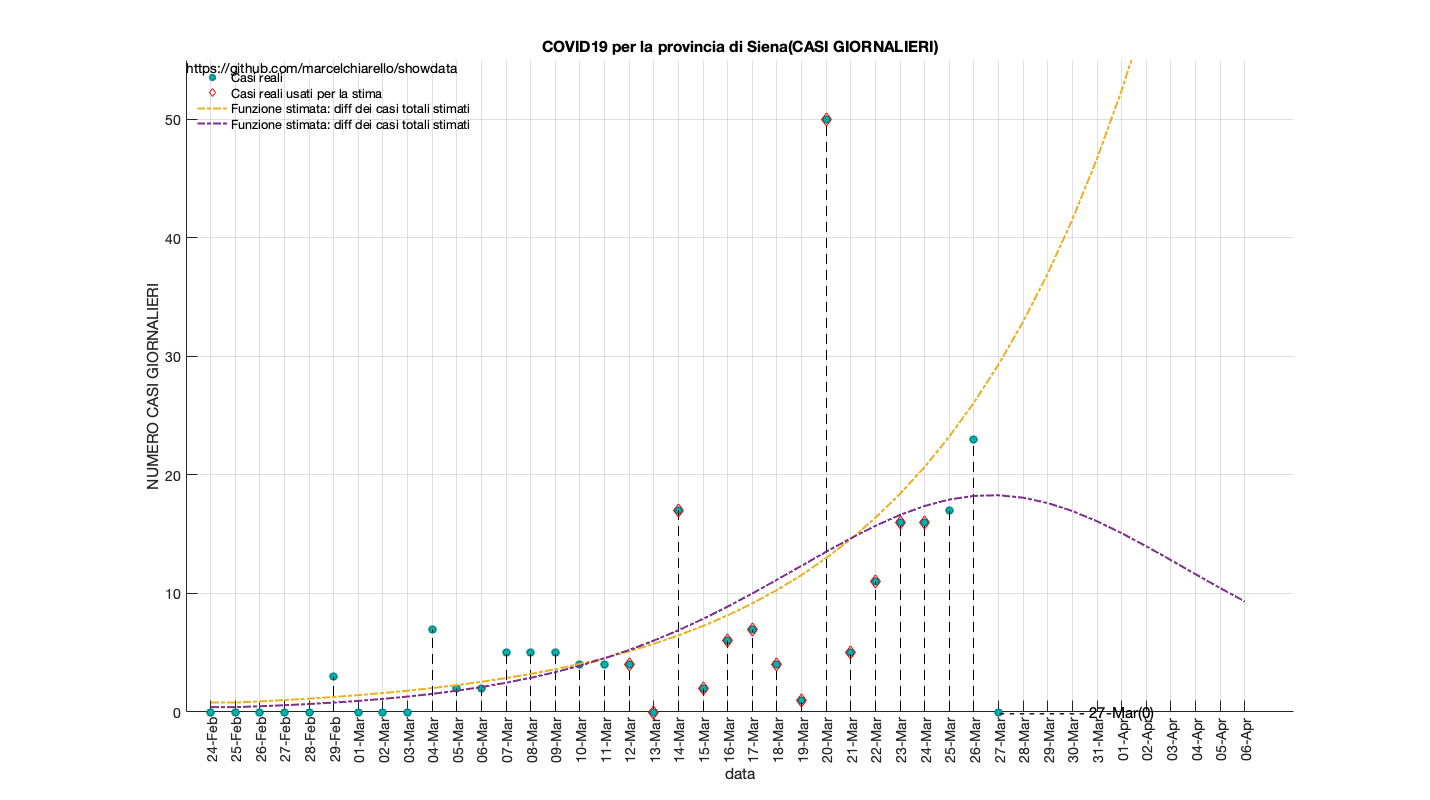 COVID19 per la provincia di Siena(CASI GIORNALIERI)
https://github.com/marcelchiarello/showdata
Casi reali
Casi reali usati per la stima
Funzione stimata: diff dei casi totali stimati
Funzione stimata: diff dei casi totali stimati
NUMERO CASI GIORNALIERI
50
40
30
20
10
0
27-Mar(0)
24-Feb
25-Feb
26-Feb
27-Feb
28-Feb
29-Feb
01-Mar
02-Mar
03-Mar
04-Mar
05-Mar
06-Mar
07-Mar
08-Mar
09-Mar
10-Mar
11-Mar
12-Mar
13-Mar
14-Mar
15-Mar
16-Mar
17-Mar
18-Mar
19-Mar
20-Mar
21-Mar
22-Mar
23-Mar
24-Mar
25-Mar
26-Mar
27-Mar
28-Mar
29-Mar
30-Mar
31-Mar
01-Apr
02-Apr
03-Apr
04-Apr
05-Apr
06-Apr
data